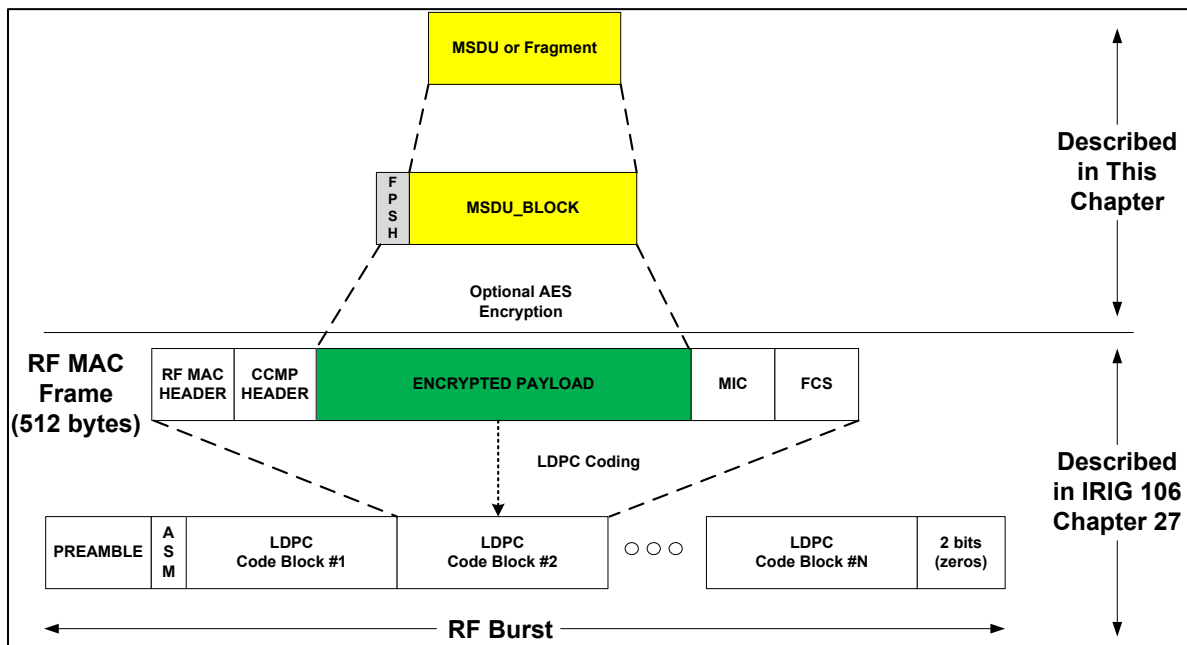 MSDU or Fragment
Described
in This
Chapter
F
P
S
H
MSDU_BLOCK
Optional AES
Encryption
RF MAC
Frame
(512 bytes)
RF MAC
HEADER
CCMP
HEADER
ENCRYPTED PAYLOAD
MIC
FCS
LDPC Coding
Described
in IRIG 106
Chapter 27
PREAMBLE
A
S
M
LDPC
Code Block #1
LDPC
Code Block #2
LDPC
Code Block #N
2 bits
(zeros)
RF Burst